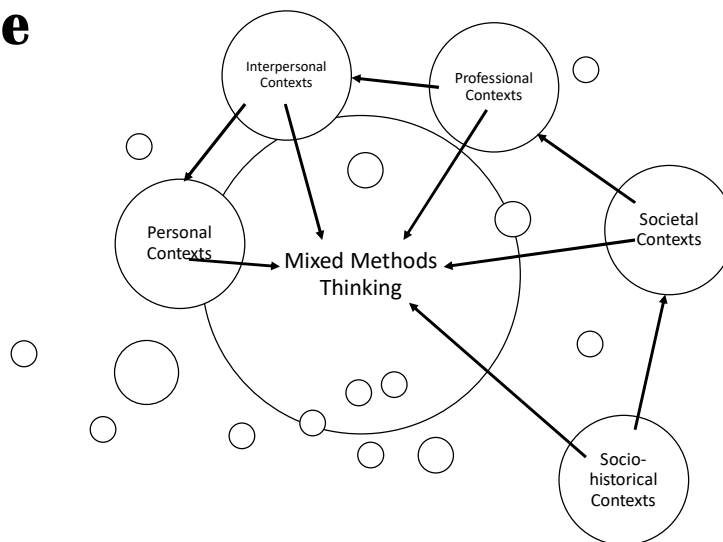 e
Interpersonal
Contexts
Professional
Contexts
Personal
Contexts
Societal
Contexts
Mixed Methods
Thinking
Socio-
historical
Contexts